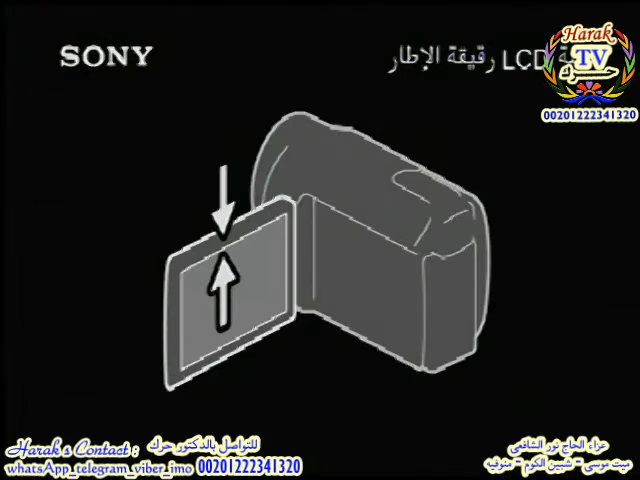 SONY
LCD رقيقة الإطار
Harak
TV
حرك
00201222341320
Harak's Contact : للتواصل بالدكتور حرك
whatsApp_telegram_viber_imo 00201222341320
عزاء الحاج نور الشافعى
ميت موسى - شبين الكوم - منوفيه